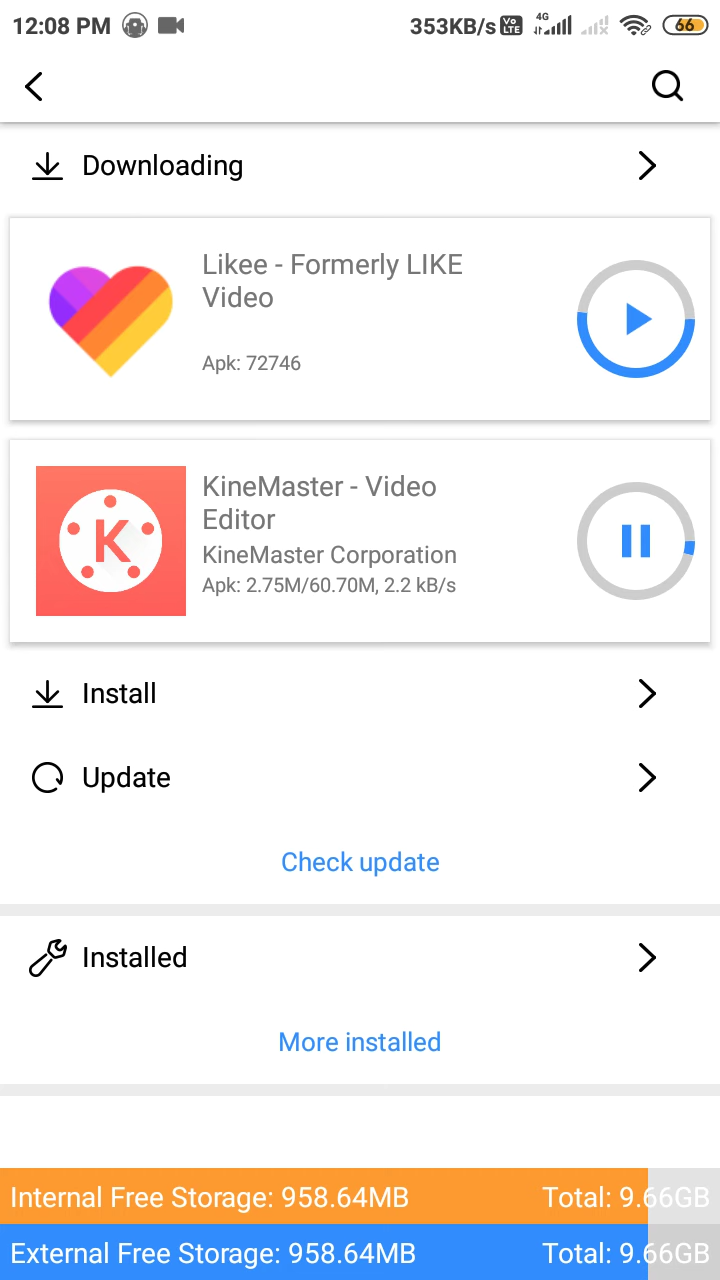 12:08 PM 353KB/s Vo LTE 4G 66
Downloading
Likee - Formerly LIKE
Video
Apk: 72746
K
KineMaster - Video
Editor
KineMaster Corporation
Apk: 2.75M/60.70M, 2.2 kB/s
Install
Update
Check update
Installed
More installed
Internal Free Storage: 958.64MB Total: 9.66GB
External Free Storage: 958.64MB Total: 9.66GB